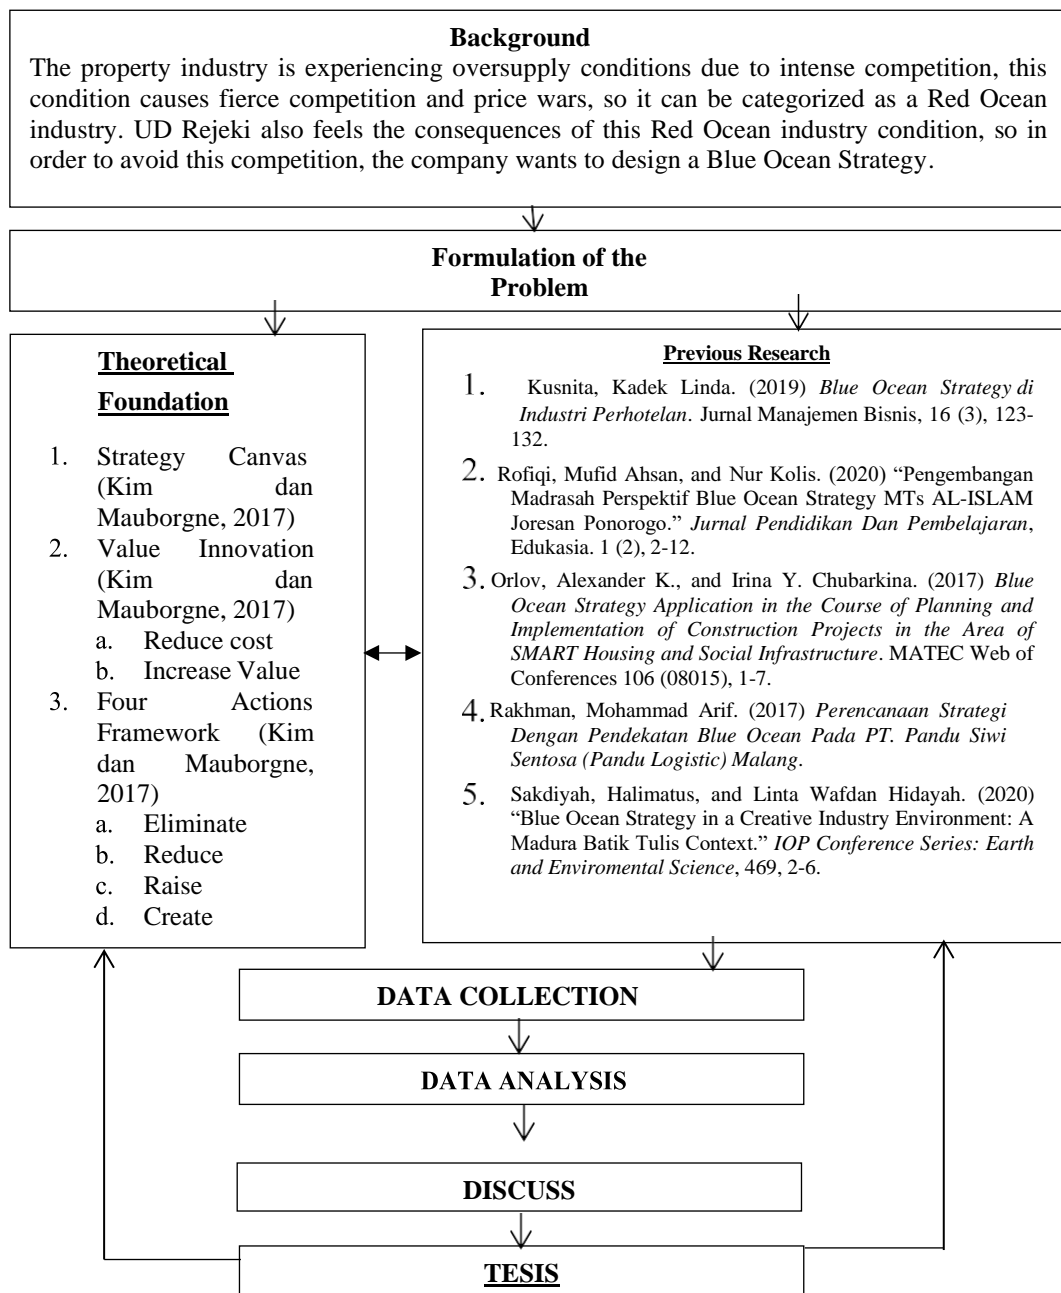 Background
The property industry is experiencing oversupply conditions due to intense competition, this
condition causes fierce competition and price wars, so it can be categorized as a Red Ocean
industry. UD Rejeki also feels the consequences of this Red Ocean industry condition, so in
order to avoid this competition, the company wants to design a Blue Ocean Strategy.
Formulation of the
Problem
Theoretical
Foundation
1. Strategy Canvas
(Kim dan
Mauborgne, 2017)
2. Value Innovation
(Kim dan
Mauborgne, 2017)
a. Reduce cost
b. Increase Value
3. Four Actions
Framework (Kim
dan Mauborgne,
2017)
a. Eliminate
b. Reduce
c. Raise
d. Create
Previous Research
1. Kusnita, Kadek Linda. (2019) Blue Ocean Strategy di
Industri Perhotelan. Jurnal Manajemen Bisnis, 16 (3), 123-
132.
2. Rofiqi, Mufid Ahsan, and Nur Kolis. (2020) “Pengembangan
Madrasah Perspektif Blue Ocean Strategy MTs AL-ISLAM
Joresan Ponorogo.” Jurnal Pendidikan Dan Pembelajaran,
Edukasia. 1 (2), 2-12.
3. Orlov, Alexander K., and Irina Y. Chubarkina. (2017) Blue
Ocean Strategy Application in the Course of Planning and
Implementation of Construction Projects in the Area of
SMART Housing and Social Infrastructure. MATEC Web of
Conferences 106 (08015), 1-7.
4. Rakhman, Mohammad Arif. (2017) Perencanaan Strategi
Dengan Pendekatan Blue Ocean Pada PT. Pandu Siwi
Sentosa (Pandu Logistic) Malang.
5. Sakdiyah, Halimatus, and Linta Wafdan Hidayah. (2020)
“Blue Ocean Strategy in a Creative Industry Environment: A
Madura Batik Tulis Context.” IOP Conference Series: Earth
and Enviromental Science, 469, 2-6.
DATA COLLECTION
DATA ANALYSIS
DISCUSS
TESIS